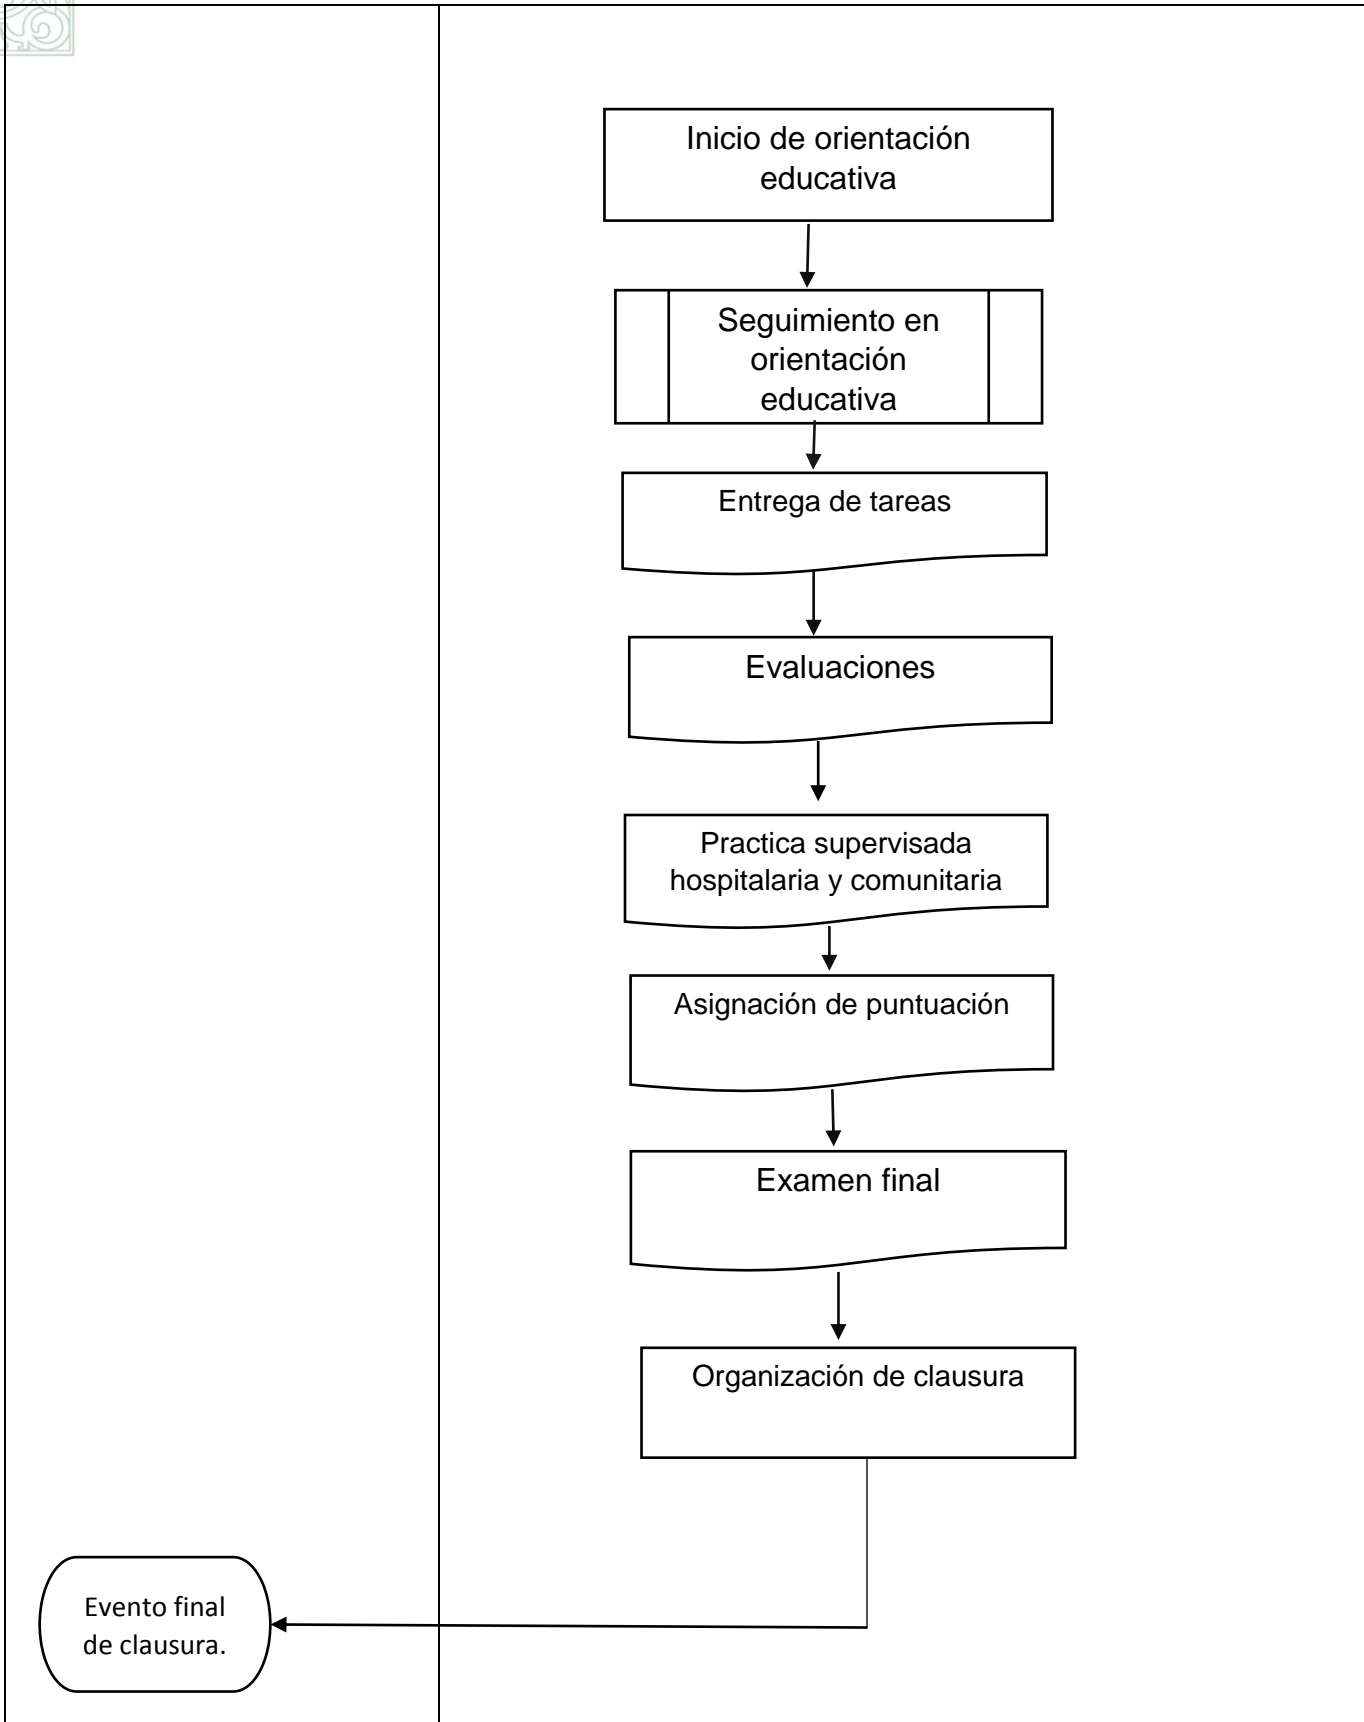 Inicio de orientación
educativa
Seguimiento en
orientación
educativa
Entrega de tareas
Evaluaciones
Practica supervisada
hospitalaria y comunitaria
Asignación de puntuación
Examen final
Organización de clausura
Evento final
de clausura.